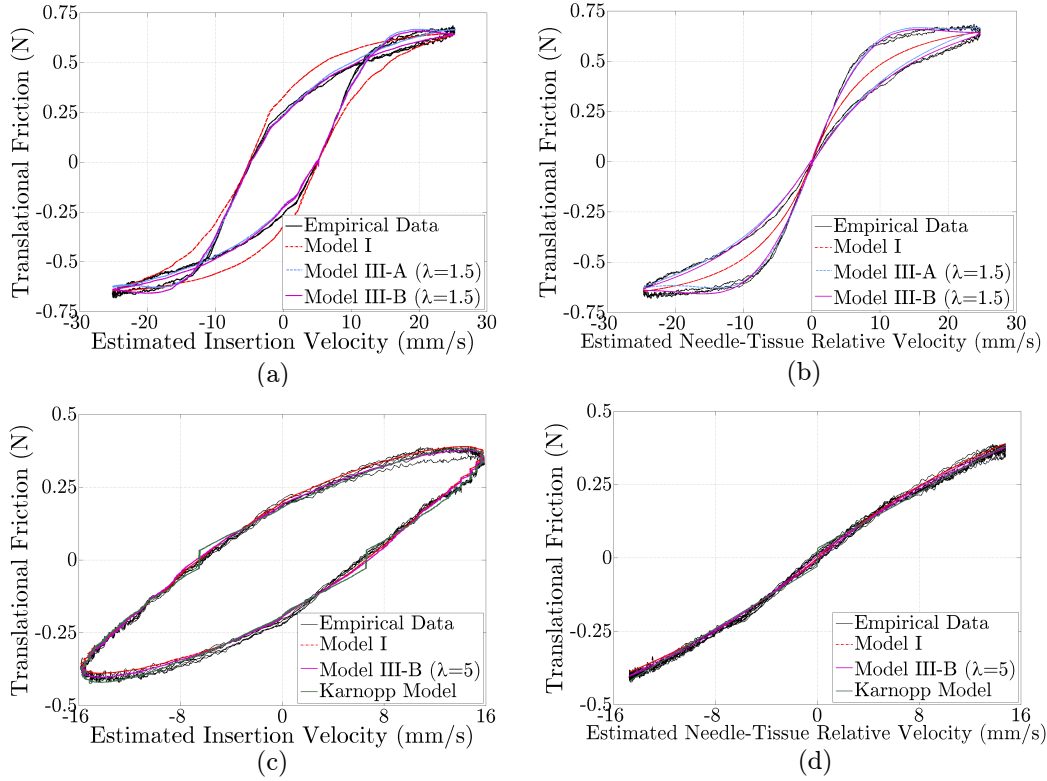 0.75
0.5
0.25
0
-0.25
-0.5
-0.75
Translational Friction (N)
-30 -20 -10 0 10 20 30
Estimated Insertion Velocity (mm/s)
Empirical Data
Model I
Model III-A (λ=1.5)
Model III-B (λ=1.5)
(a)
0.75
0.5
0.25
0
-0.25
-0.5
-0.75
Translational Friction (N)
-30 -20 -10 0 10 20 30
Estimated Needle-Tissue Relative Velocity (mm/s)
Empirical Data
Model I
Model III-A (λ=1.5)
Model III-B (λ=1.5)
(b)
0.5
0.25
0
-0.25
-0.5
Translational Friction (N)
-16 -8 0 8 16
Estimated Insertion Velocity (mm/s)
Empirical Data
Model I
Model III-B (λ=5)
Karnopp Model
(c)
0.5
0.25
0
-0.25
-0.5
Translational Friction (N)
-16 -8 0 8 16
Estimated Needle-Tissue Relative Velocity (mm/s)
Empirical Data
Model I
Model III-B (λ=5)
Karnopp Model
(d)